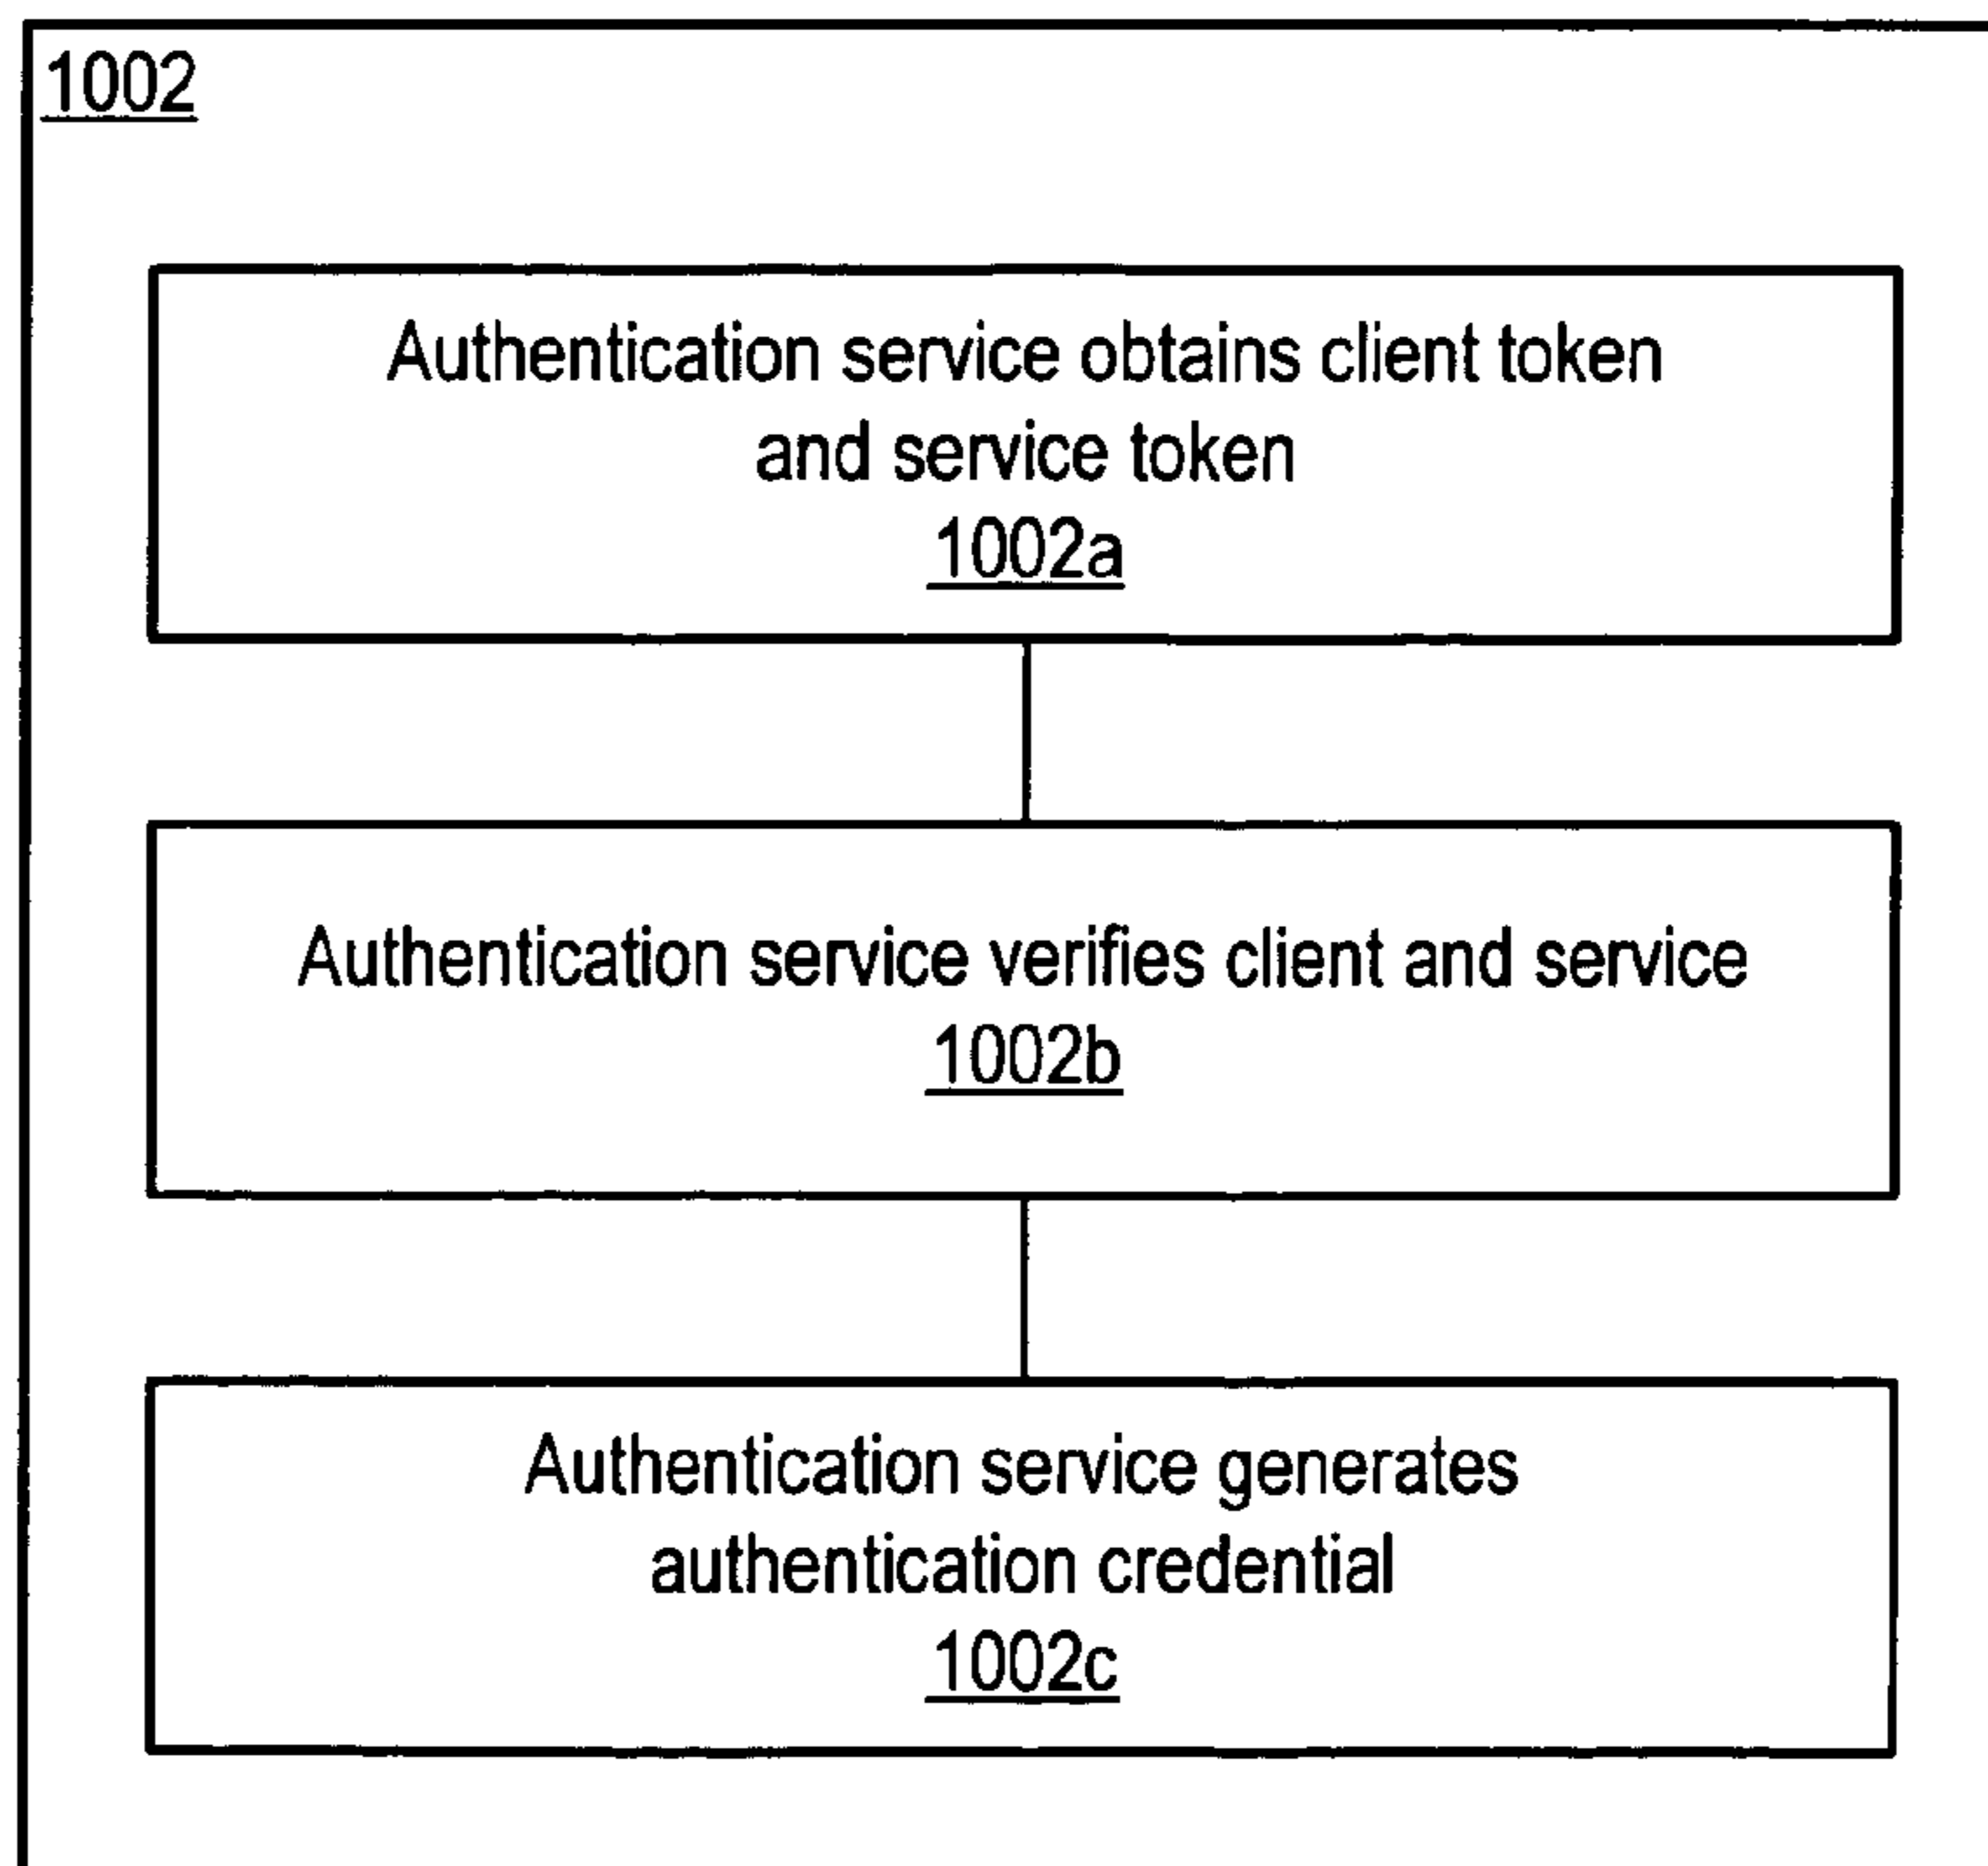 1002
Authentication service obtains client token
and service token
1002a
Authentication service verifies client and service
1002b
Authentication service generates
authentication credential
1002c